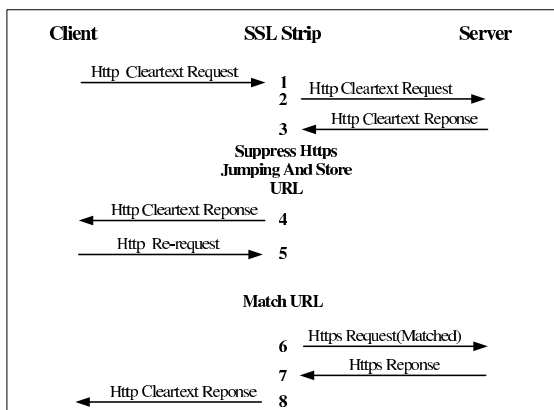 Client SSL Strip Server
Http Cleartext Request 1
2 Http Cleartext Request
3 Http Cleartext Reponse
Suppress Https
Jumping And Store
URL
Http Cleartext Reponse 4
Http Re-request 5
Match URL
6 Https Request(Matched)
7 Https Reponse
Http Cleartext Reponse 8